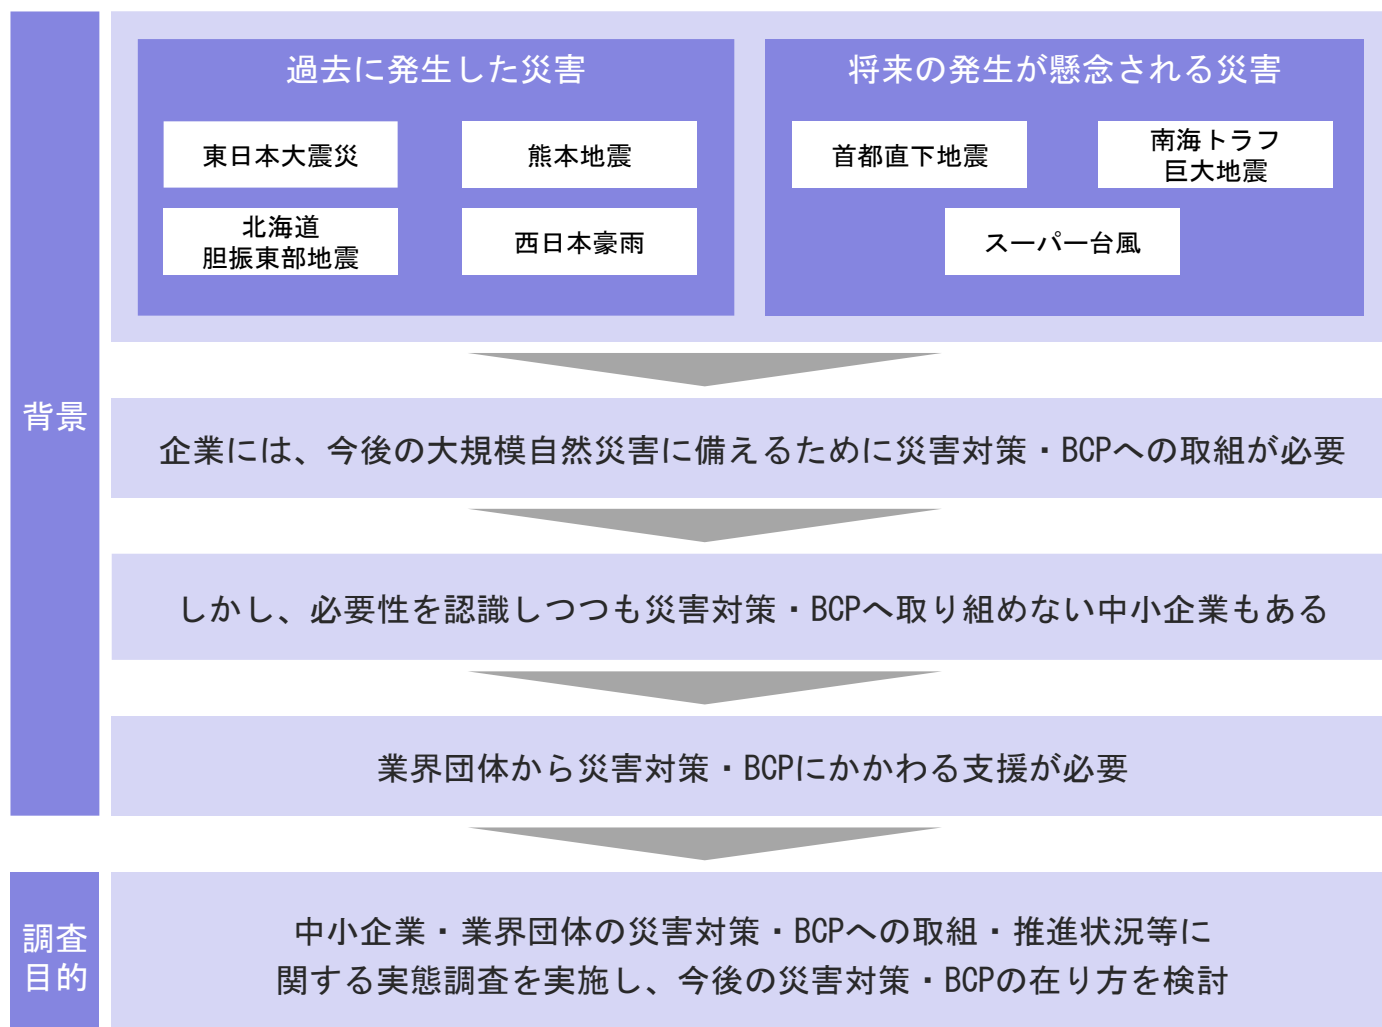 背景
過去に発生した災害
東日本大震災
熊本地震
北海道
胆振東部地震
西日本豪雨
将来の発生が懸念される災害
首都直下地震
南海トラフ
巨大地震
スーパー台風
企業には、今後の大規模自然災害に備えるために災害対策・BCPへの取組が必要
しかし、必要性を認識しつつも災害対策・BCPへ取り組めない中小企業もある
業界団体から災害対策・BCPにかかわる支援が必要
調査
目的
中小企業・業界団体の災害対策・BCPへの取組・推進状況等に
関する実態調査を実施し、今後の災害対策・BCPの在り方を検討